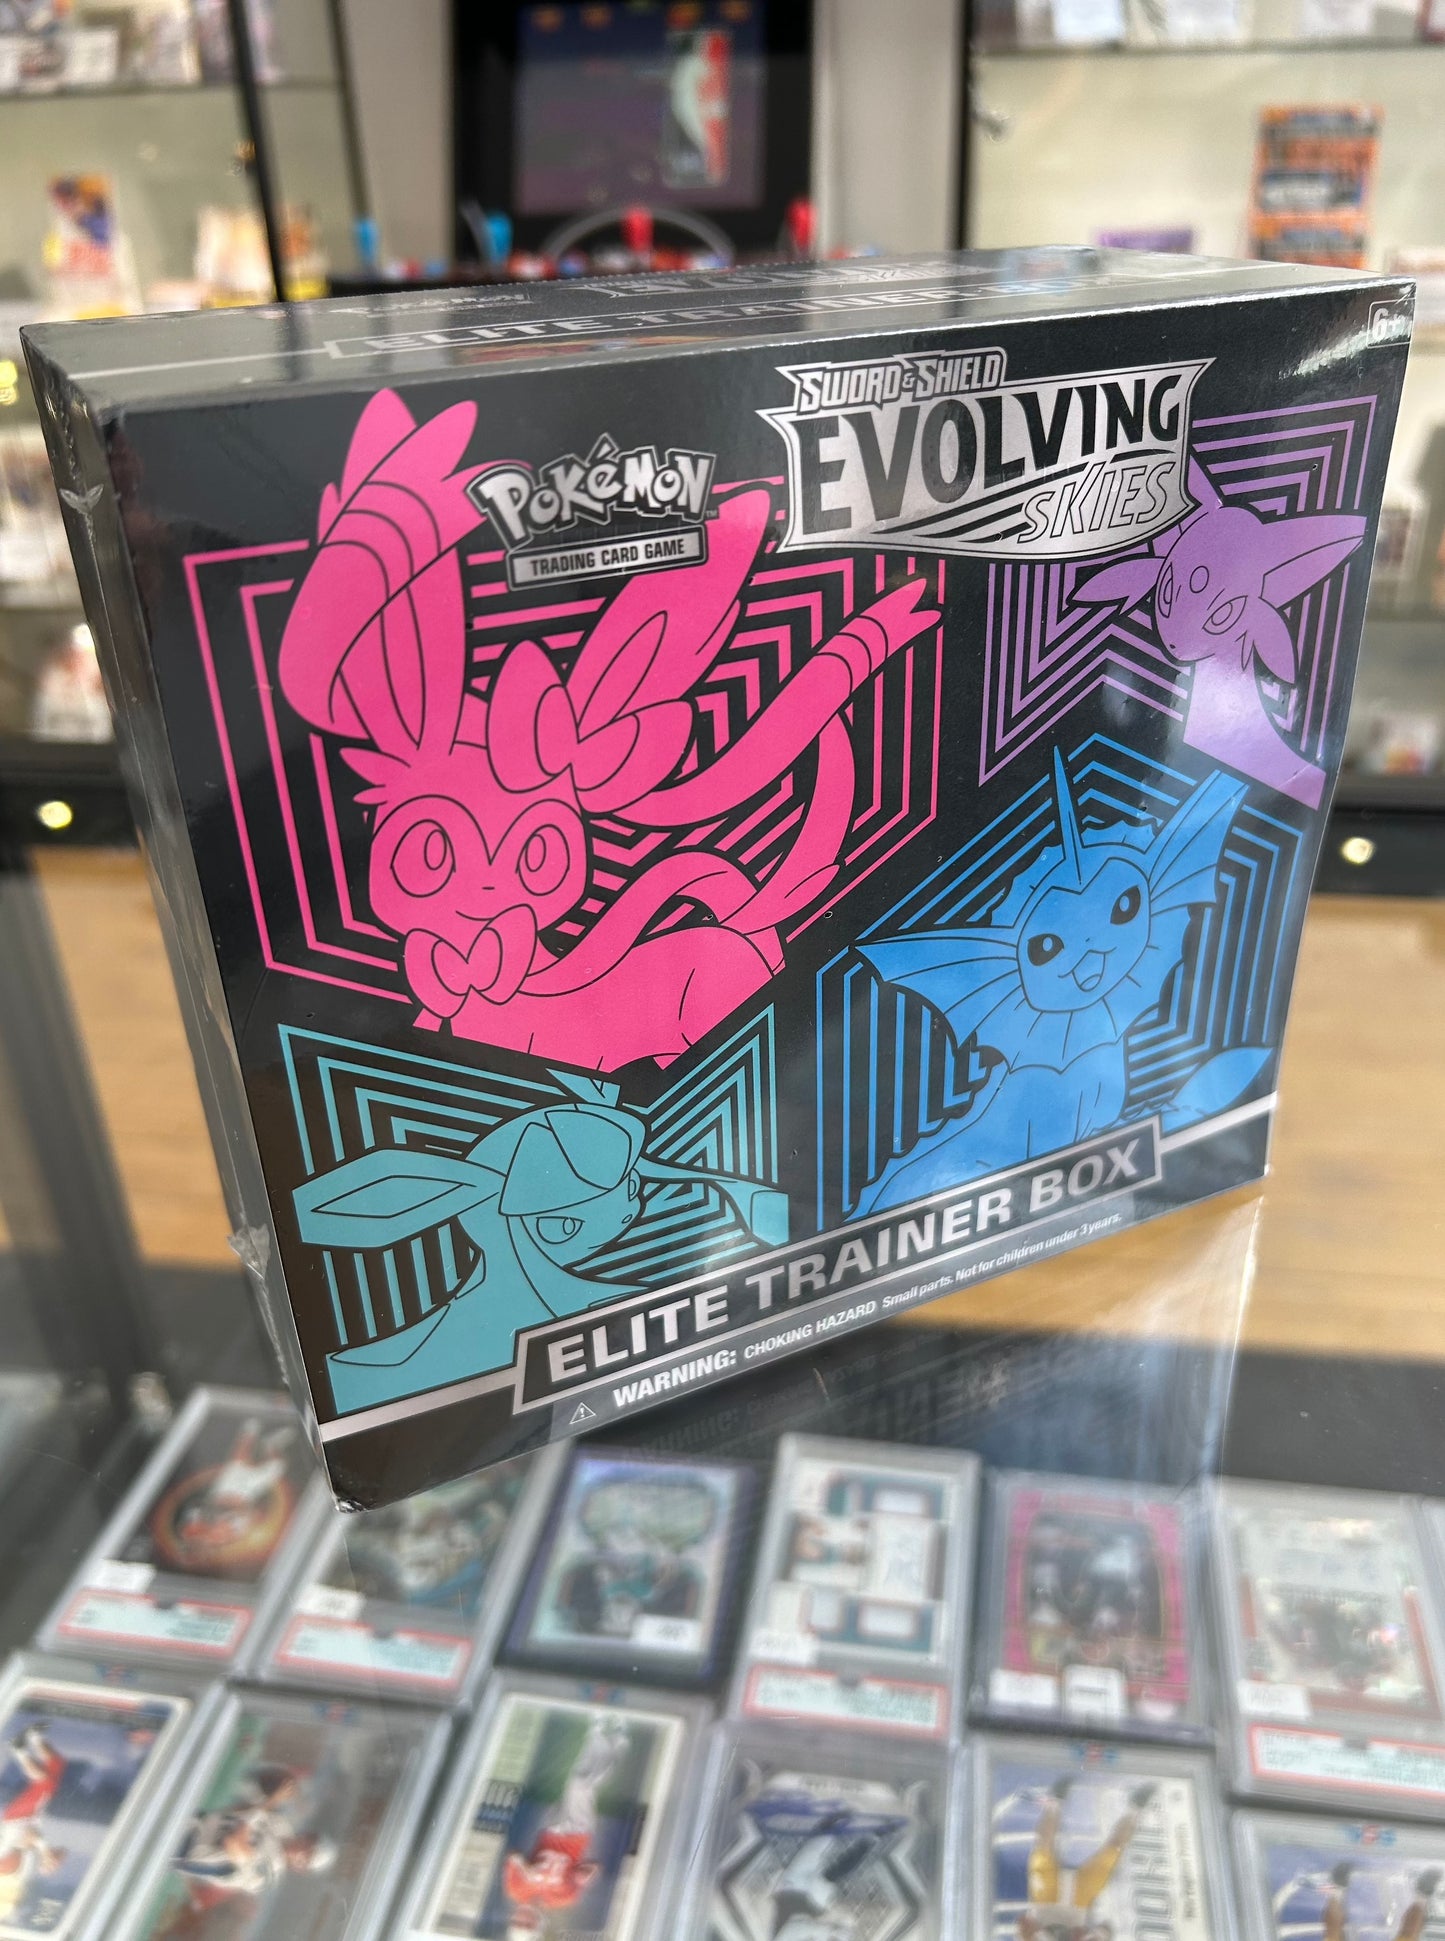 ELITE TRAINER BOX
6+
SWORD & SHIELD
EVOLVING
SKIES
POKéMON
TRADING CARD GAME
ELITE TRAINER BOX
WARNING: CHOKING HAZARD Small parts. Not for children under 3 years.